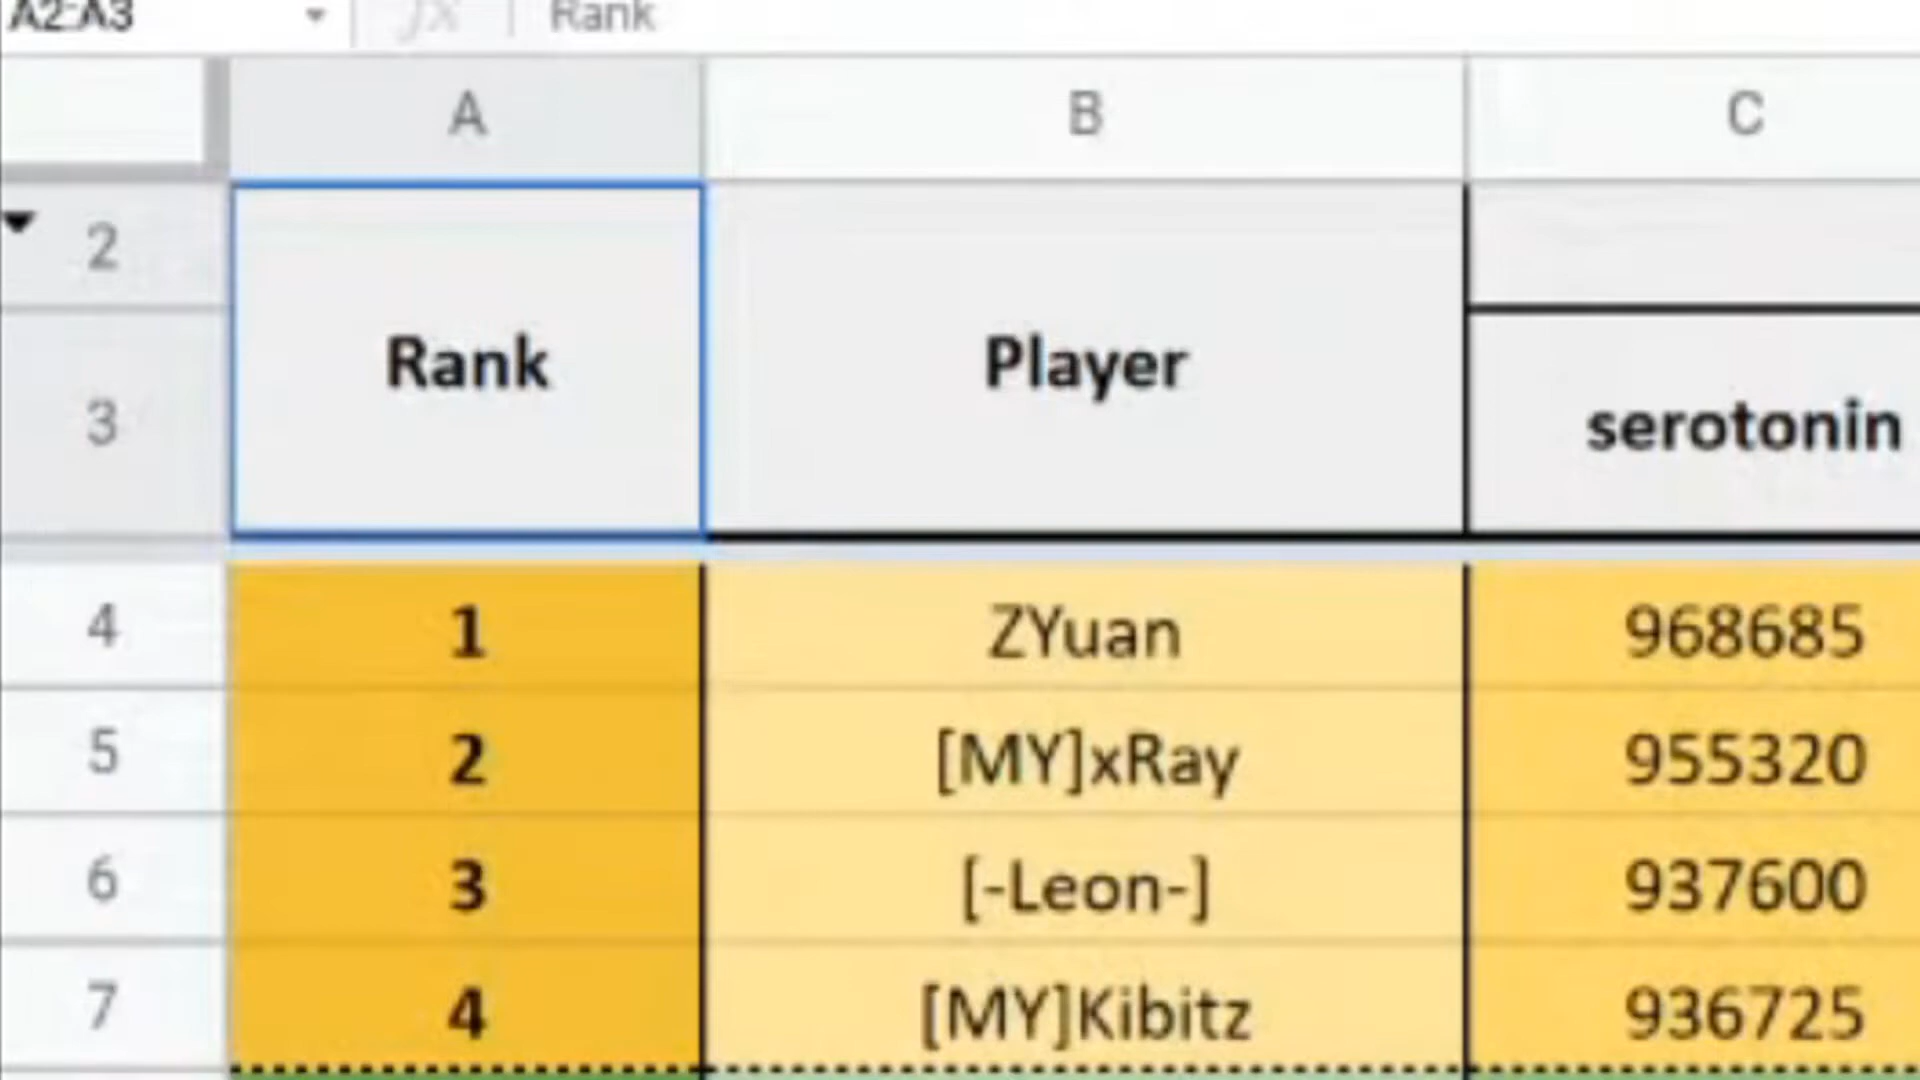 A2:A3 fx Rank
A B C
2
Rank Player
3 serotonin
4 1 ZYuan 968685
5 2 [MY]xRay 955320
6 3 [-Leon-] 937600
7 4 [MY]Kibitz 936725